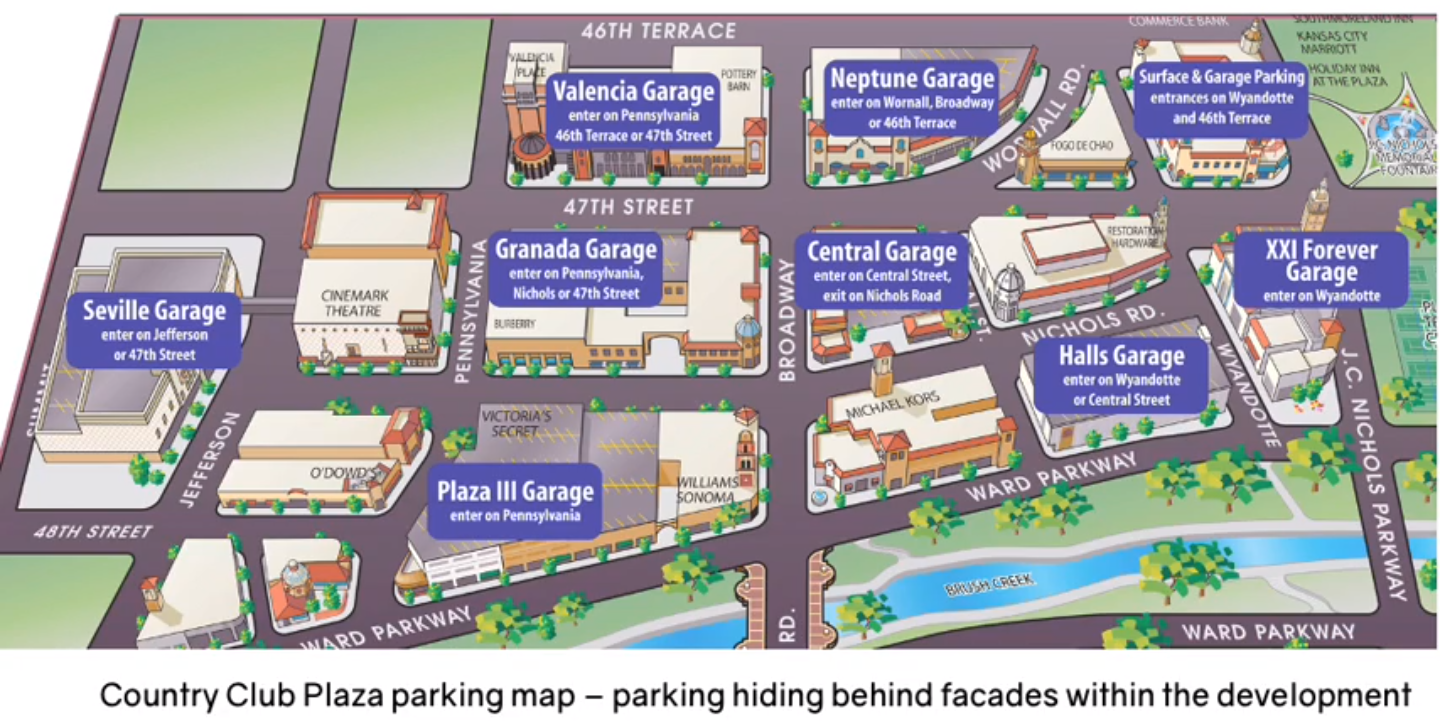 46TH TERRACE
COMMERCE BANK
SOUTHMORELAND INN
KANSAS CITY
MARRIOTT
HOLIDAY INN
AT THE PLAZA
VALENCIA
PLACE
Valencia Garage
enter on Pennsylvania
46th Terrace or 47th Street
POTTERY
BARN
Neptune Garage
enter on Wornall, Broadway
or 46th Terrace
WORNALL RD.
FOGO DE CHAO
Surface & Garage Parking
entrances on Wyandotte
and 46th Terrace
J.C. NICHOLS
MEMORIAL
FOUNTAIN
47TH STREET
Seville Garage
enter on Jefferson
or 47th Street
CINEMARK
THEATRE
PENNSYLVANIA
Granada Garage
enter on Pennsylvania,
Nichols or 47th Street
BURBERRY
BROADWAY
Central Garage
enter on Central Street,
exit on Nichols Road
RESTORATION
HARDWARE
ST.
NICHOLS RD.
XXI Forever
Garage
enter on Wyandotte
Halls Garage
enter on Wyandotte
or Central Street
WYANDOTTE
J.C. NICHOLS PARKWAY
SUMMIT
JEFFERSON
O'DOWD'S
VICTORIA'S
SECRET
Plaza III Garage
enter on Pennsylvania
WILLIAMS
SONOMA
MICHAEL KORS
WARD PARKWAY
48TH STREET
BRUSH CREEK
WARD PARKWAY
RD.
WARD PARKWAY
Country Club Plaza parking map – parking hiding behind facades within the development